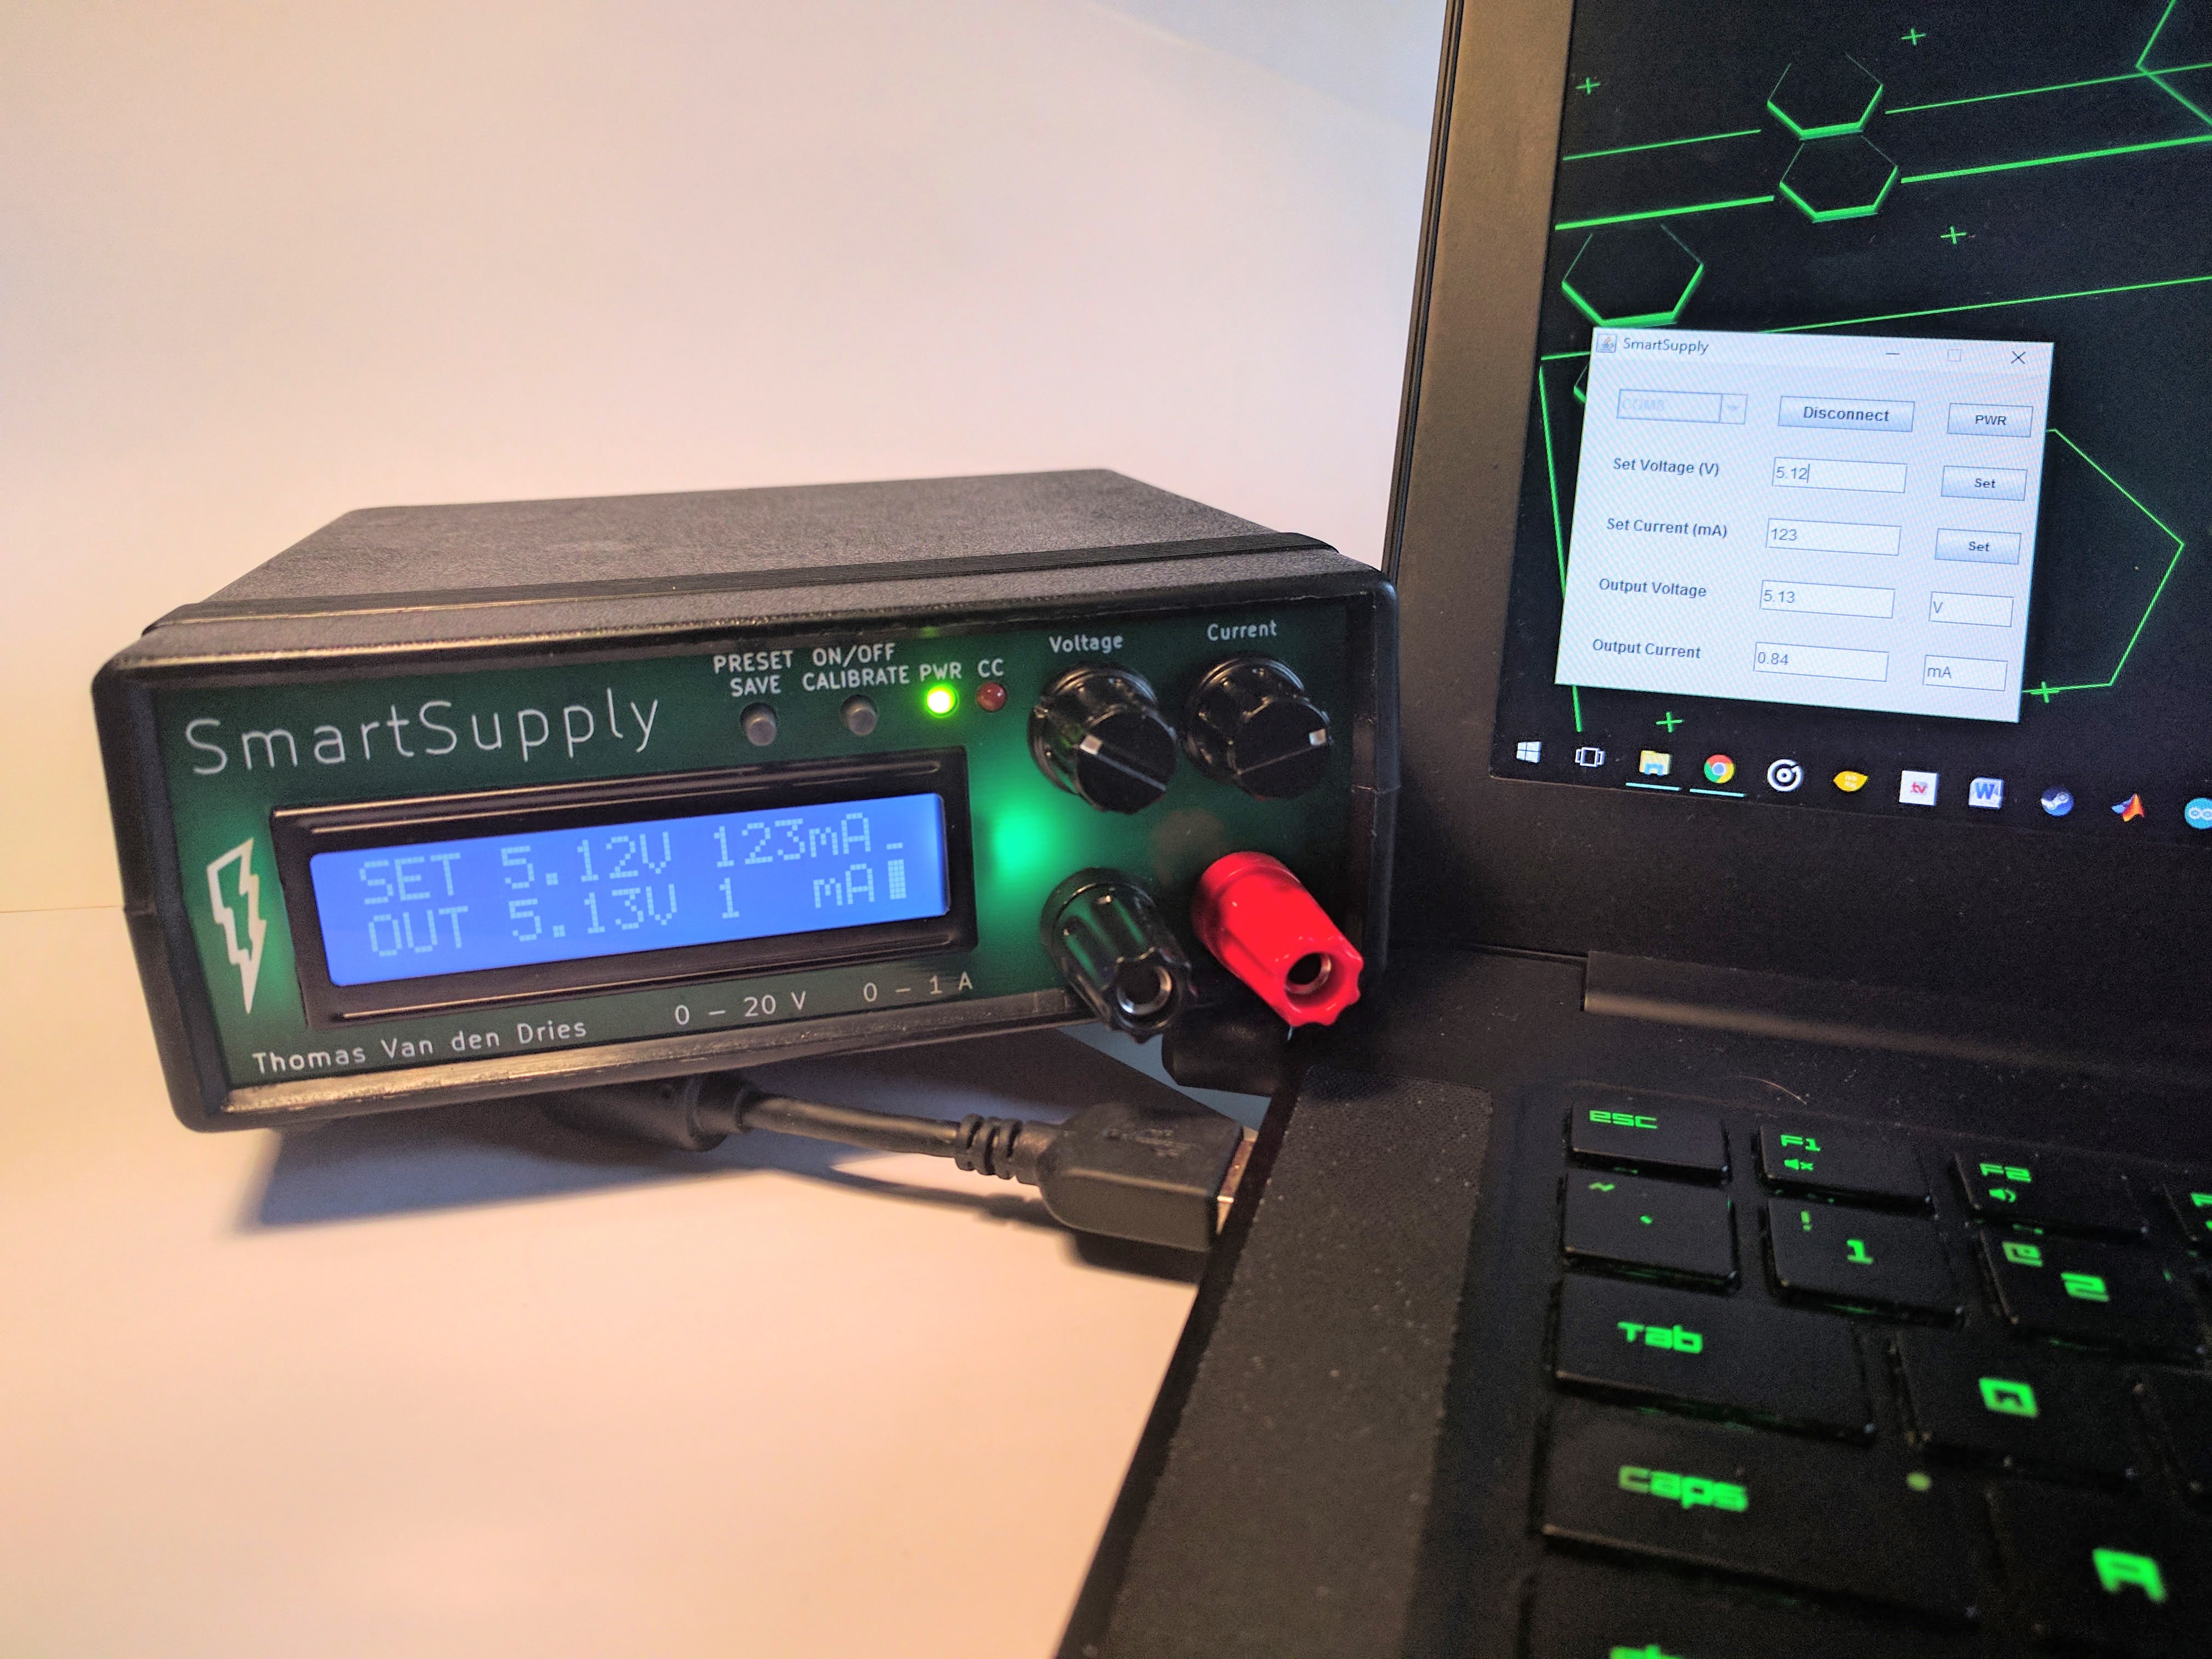 SmartSupply
PRESET
SAVE
ON/OFF
CALIBRATE
PWR
CC
Voltage
Current
SET 5.12V 123mA
OUT 5.13V 1 mA
Thomas Van den Dries
0 – 20 V
0 – 1 A
SmartSupply
Disconnect
PWR
Set Voltage (V)
5.12
Set
Set Current (mA)
123
Set
Output Voltage
5.13
V
Output Current
0.84
mA
.tv
W
esc
F1
F2
~
!
1
@
2
Tab
Q
caps
A